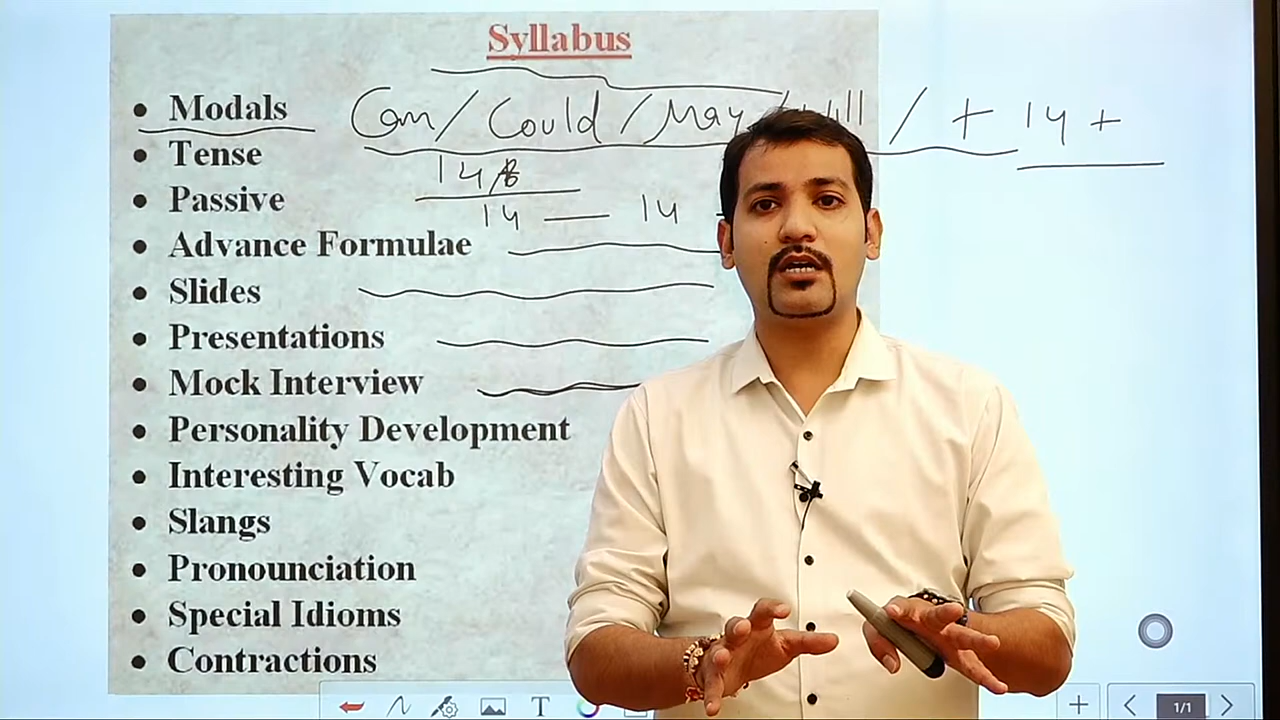 Syllabus
• Modals Can / Could / May / will / + 14 +
• Tense
14
• Passive 14 — 14
• Advance Formulae
• Slides
• Presentations
• Mock Interview
• Personality Development
• Interesting Vocab
• Slangs
• Pronounciation
• Special Idioms
• Contractions
T
1/1